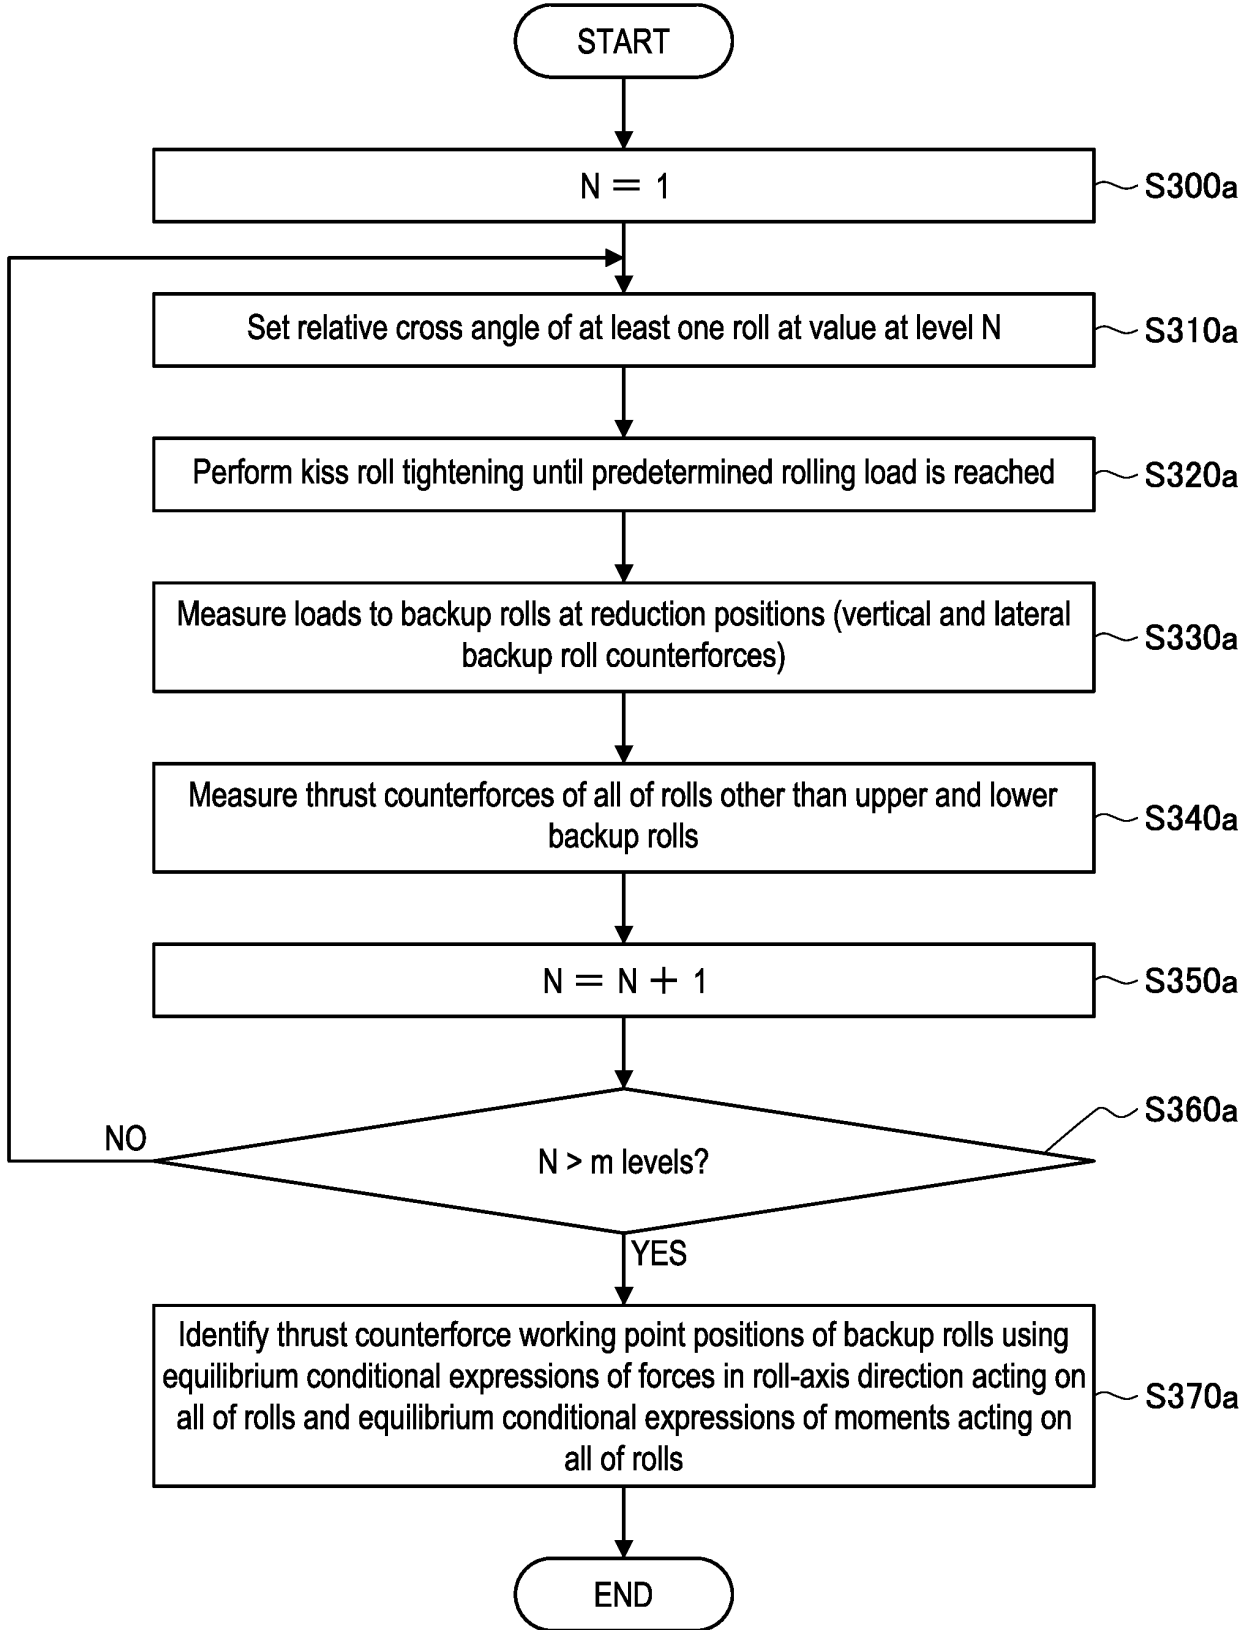 START
N = 1
S300a
Set relative cross angle of at least one roll at value at level N
S310a
Perform kiss roll tightening until predetermined rolling load is reached
S320a
Measure loads to backup rolls at reduction positions (vertical and lateral
backup roll counterforces)
S330a
Measure thrust counterforces of all of rolls other than upper and lower
backup rolls
S340a
N = N + 1
S350a
N > m levels?
S360a
NO
YES
Identify thrust counterforce working point positions of backup rolls using
equilibrium conditional expressions of forces in roll-axis direction acting on
all of rolls and equilibrium conditional expressions of moments acting on
all of rolls
S370a
END